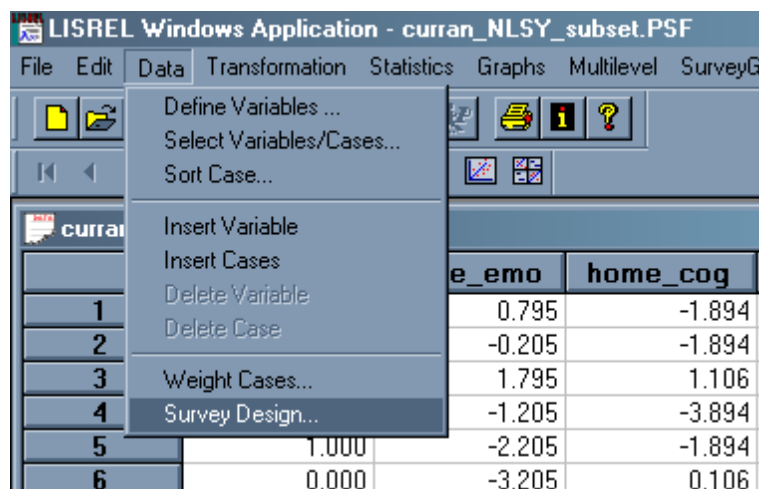 LISREL Windows Application - curran_NLSY_subset.PSF
File Edit Data Transformation Statistics Graphs Multilevel SurveyG
Define Variables ...
Select Variables/Cases...
Sort Case...
curra
Insert Variable
Insert Cases
Delete Variable
Delete Case
Weight Cases...
Survey Design...
e_emo home_cog
1 0.795 -1.894
2 -0.205 -1.894
3 1.795 1.106
4 -1.205 -3.894
5 1.000 -2.205 -1.894
6 0.000 -3.205 0.106